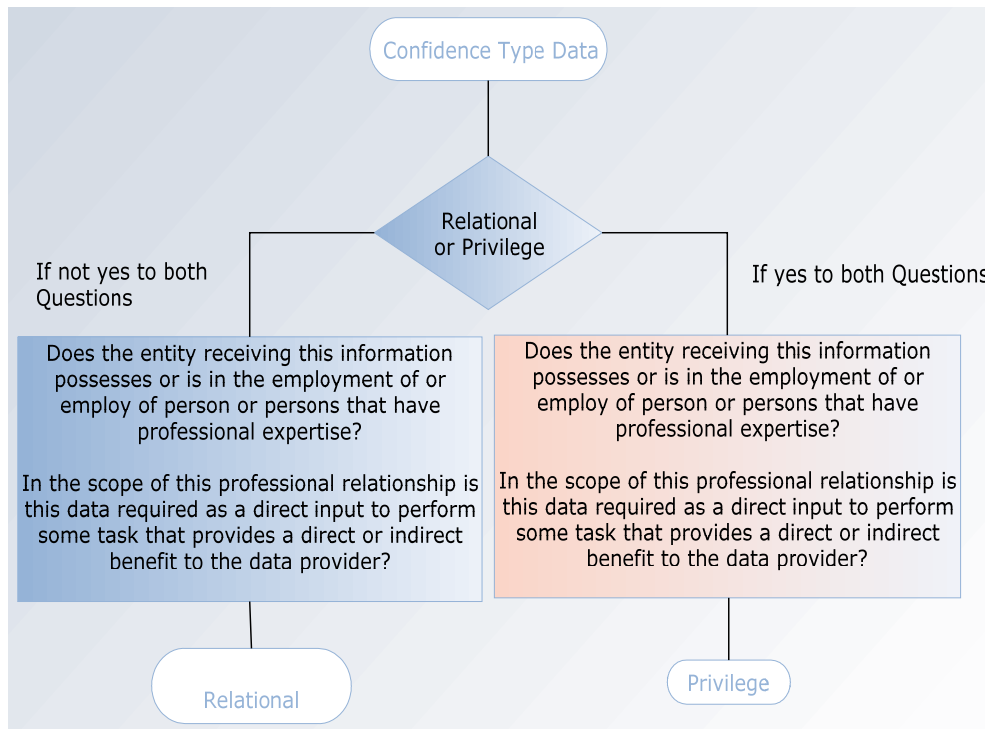 Confidence Type Data
Relational
or Privilege
If not yes to both
Questions
If yes to both Questions
Does the entity receiving this information
possesses or is in the employment of or
employ of person or persons that have
professional expertise?
In the scope of this professional relationship is
this data required as a direct input to perform
some task that provides a direct or indirect
benefit to the data provider?
Does the entity receiving this information
possesses or is in the employment of or
employ of person or persons that have
professional expertise?
In the scope of this professional relationship is
this data required as a direct input to perform
some task that provides a direct or indirect
benefit to the data provider?
Relational
Privilege